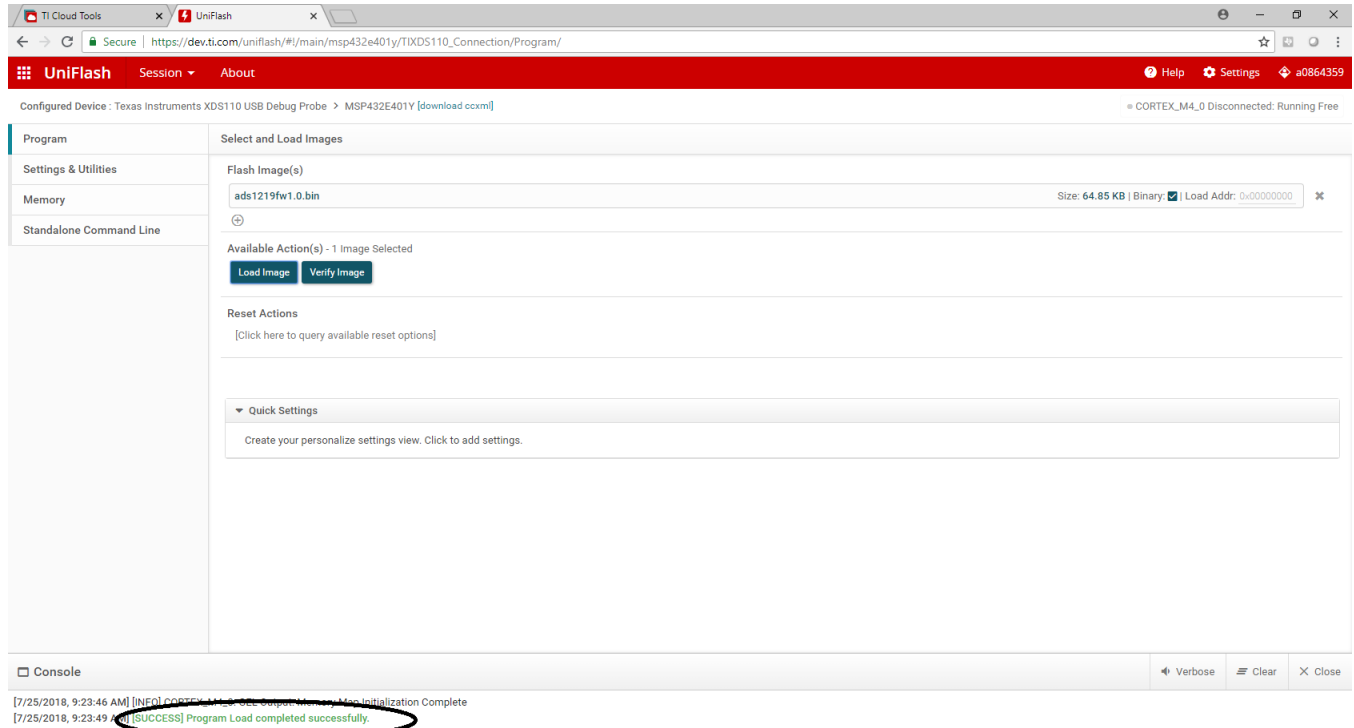 TI Cloud Tools
UniFlash
Secure | https://dev.ti.com/uniflash/#!/main/msp432e401y/TIXDS110_Connection/Program/
UniFlash Session About Help Settings a0864359
Configured Device : Texas Instruments XDS110 USB Debug Probe > MSP432E401Y [download ccxml] CORTEX_M4_0 Disconnected: Running Free
Program
Settings & Utilities
Memory
Standalone Command Line
Select and Load Images
Flash Image(s)
ads1219fw1.0.bin Size: 64.85 KB | Binary: | Load Addr: 0x00000000
Available Action(s) - 1 Image Selected
Load Image Verify Image
Reset Actions
[Click here to query available reset options]
Quick Settings
Create your personalize settings view. Click to add settings.
Console Verbose Clear Close
[7/25/2018, 9:23:46 AM] [INFO] CORTEX_M4_0: GEL Output: Memory Map Initialization Complete
[7/25/2018, 9:23:49 AM] [SUCCESS] Program Load completed successfully.